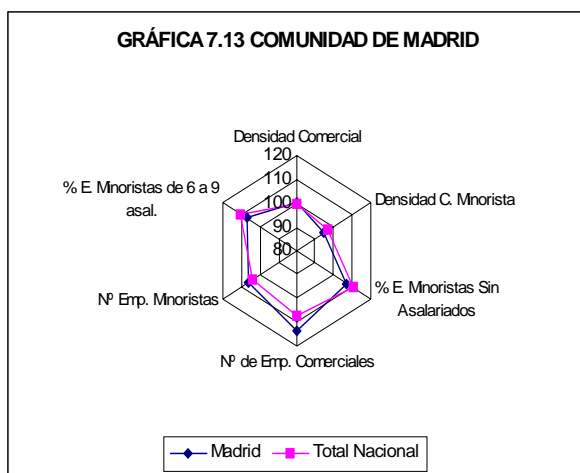 GRÁFICA 7.13 COMUNIDAD DE MADRID
Densidad Comercial
120
110
100
90
80
% E. Minoristas de 6 a 9
asal.
Densidad C. Minorista
Nº Emp. Minoristas
% E. Minoristas Sin
Asalariados
Nº de Emp. Comerciales
Madrid
Total Nacional